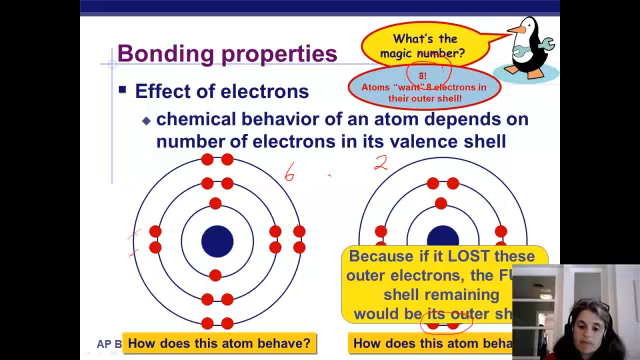 What's the
magic number?
Bonding properties
8!
Atoms "want" 8 electrons in
their outer shell!
Effect of electrons
chemical behavior of an atom depends on
number of electrons in its valence shell
6
2
Because if it LOST these
outer electrons, the FU
shell remaining
would be its outer sh
AP B
How does this atom behave?
How does this atom beha